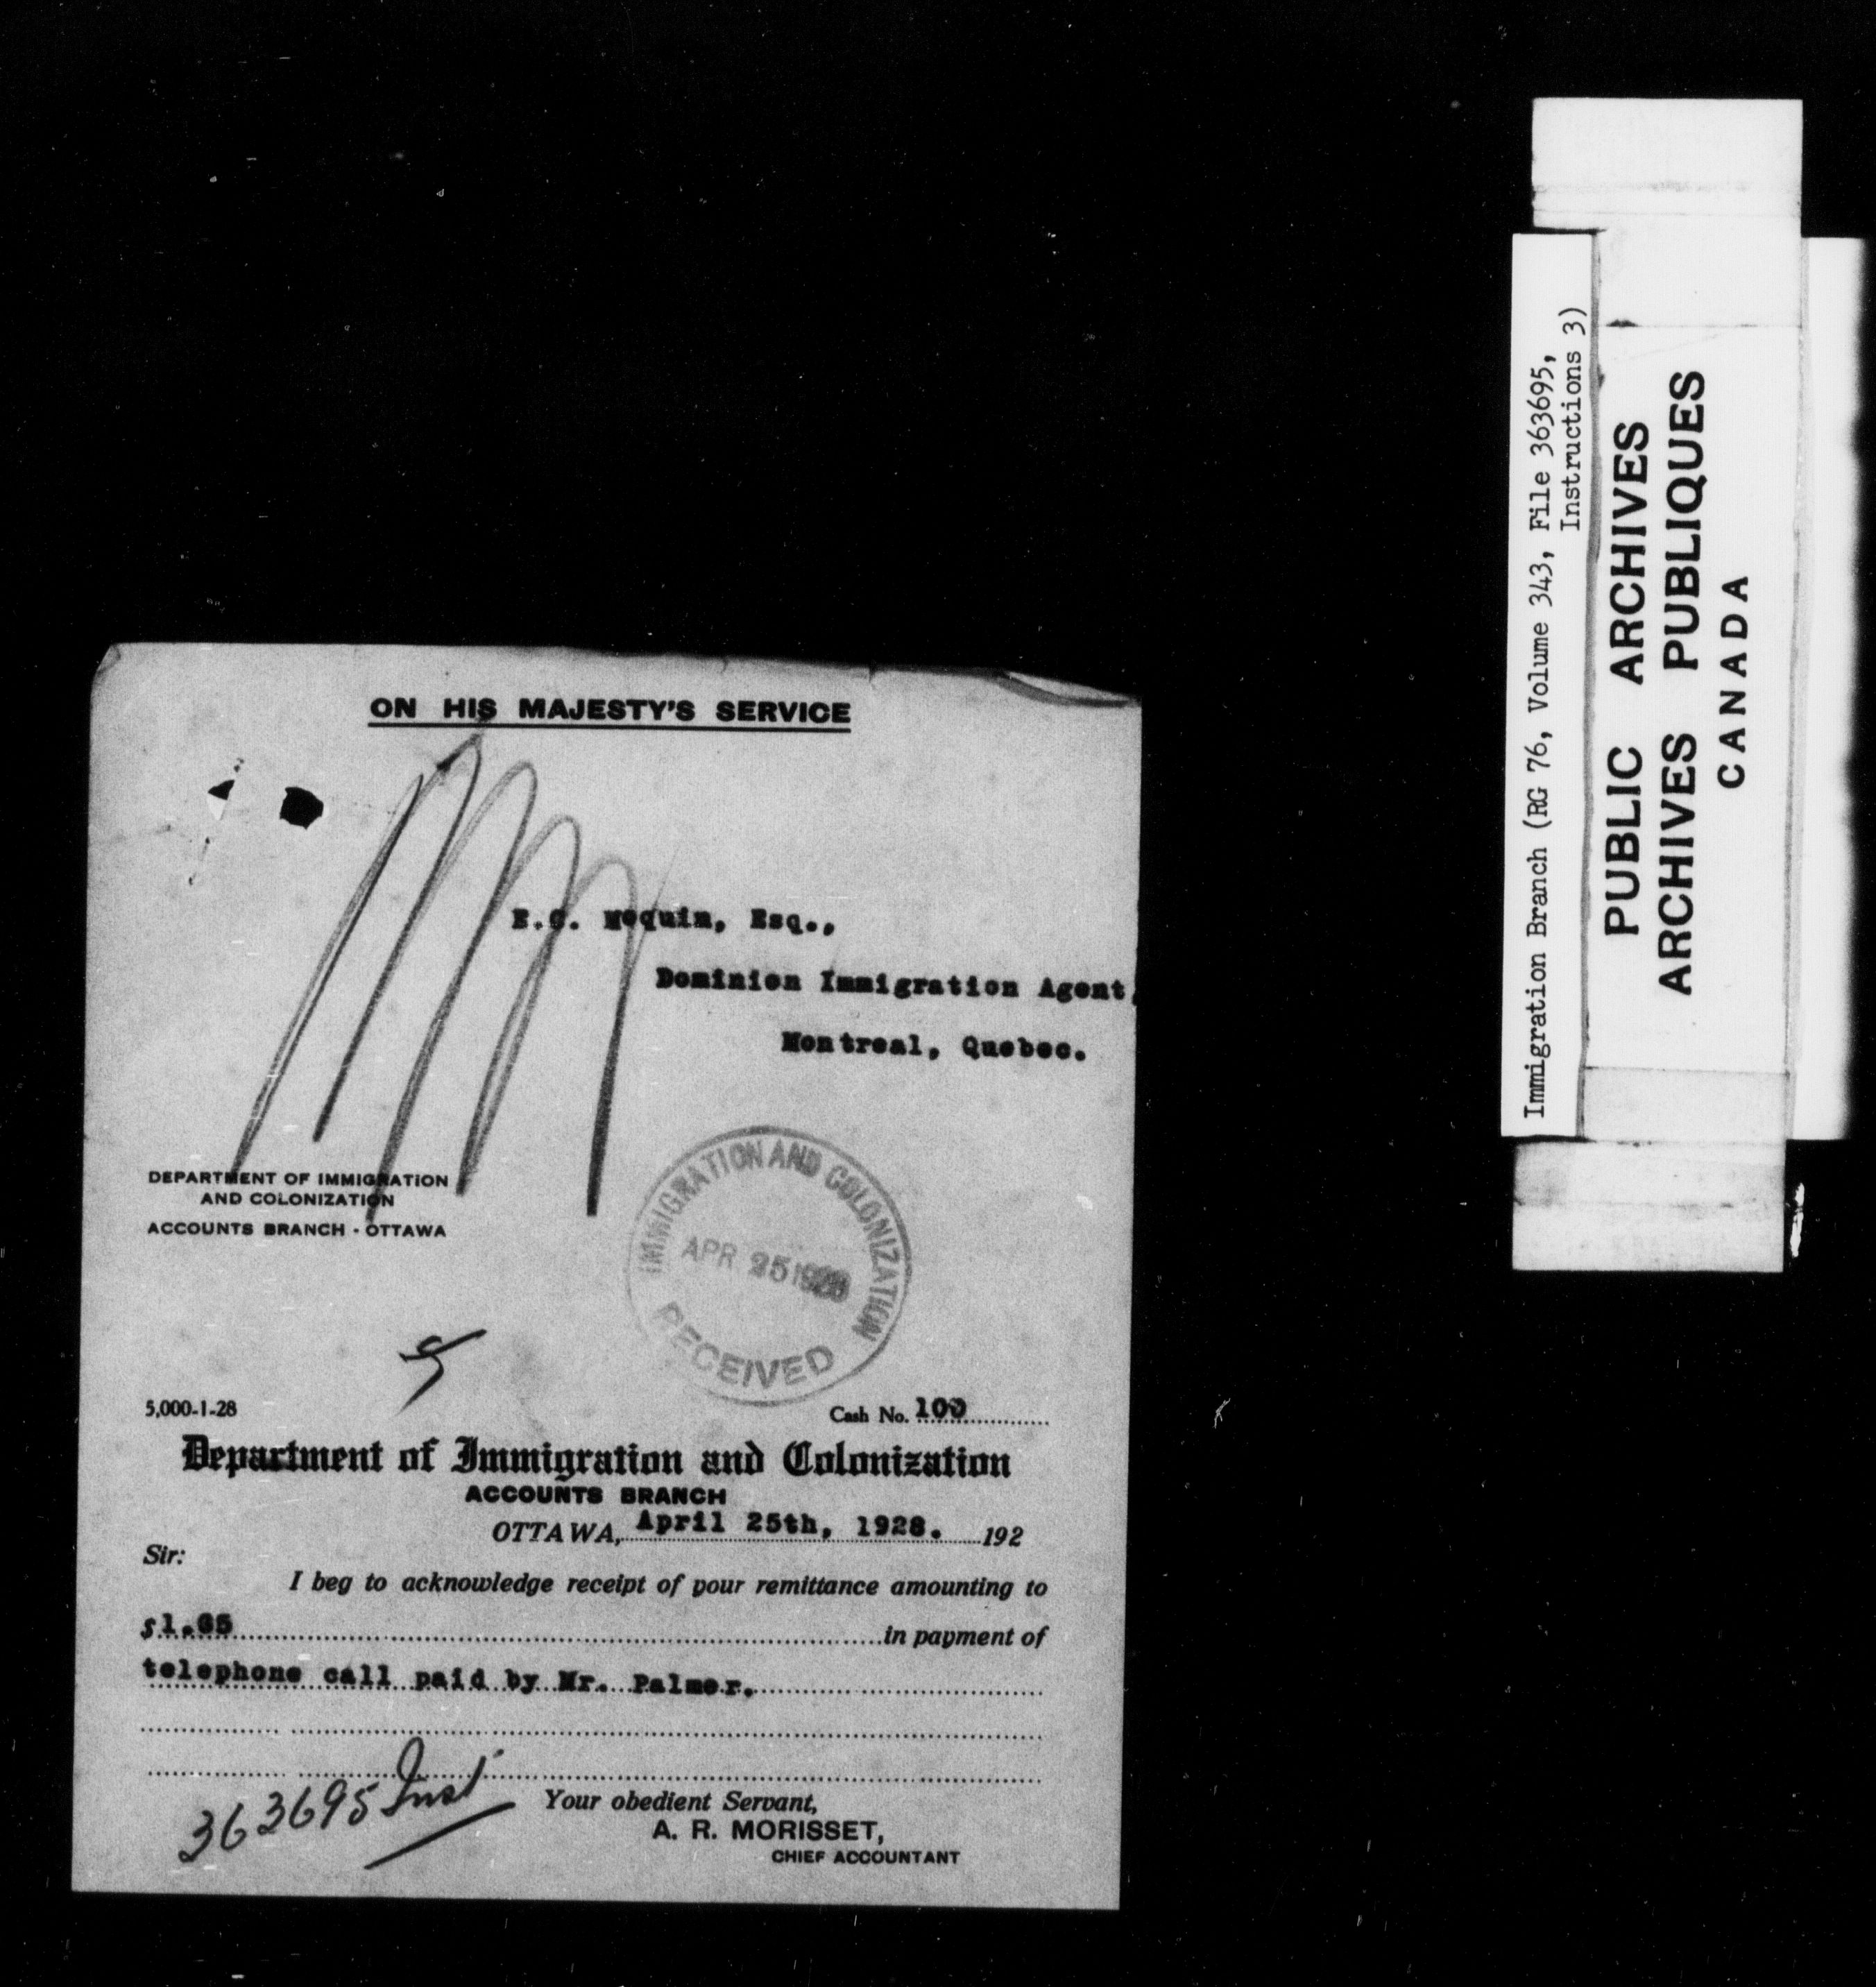 ON HIS MAJESTY'S SERVICE
E.C. Moquin, Esq.,
Dominion Immigration Agent,
Montreal, Quebec.
DEPARTMENT OF IMMIGRATION
AND COLONIZATION
ACCOUNTS BRANCH - OTTAWA
IMMIGRATION AND COLONIZATION
APR 25 1928
RECEIVED
5,000-1-28
Cash No. 100
Department of Immigration and Colonization
ACCOUNTS BRANCH
OTTAWA, April 25th, 1928. 192
Sir:
I beg to acknowledge receipt of your remittance amounting to
$1.65 in payment of
telephone call paid by Mr. Palmer.
363695 Inst
Your obedient Servant,
A. R. MORISSET,
CHIEF ACCOUNTANT
Immigration Branch (RG 76, Volume 343, File 363695,
Instructions 3)
PUBLIC ARCHIVES
ARCHIVES PUBLIQUES
CANADA